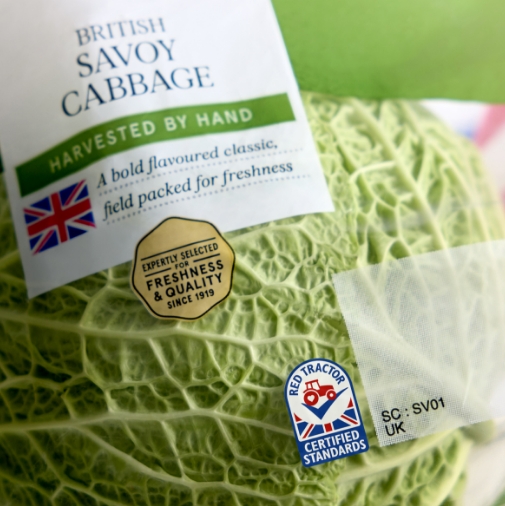 BRITISH
SAVOY
CABBAGE
HARVESTED BY HAND
A bold flavoured classic,
field packed for freshness
EXPERTLY SELECTED
FOR
FRESHNESS
& QUALITY
SINCE 1919
RED TRACTOR
CERTIFIED
STANDARDS
SC : SV01
UK